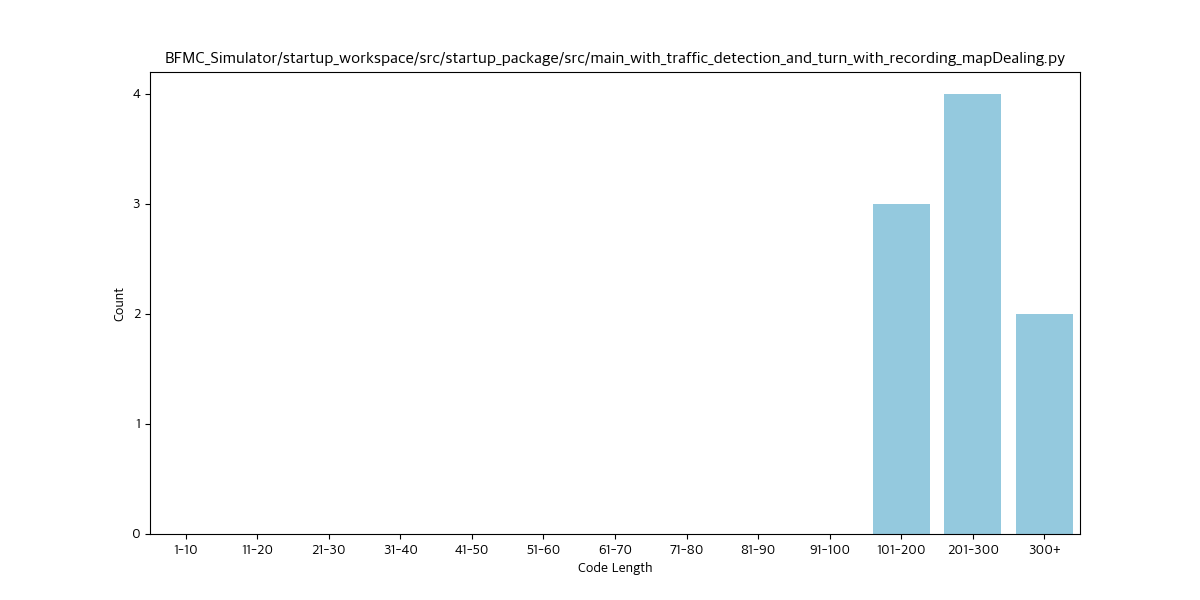 BFMC_Simulator/startup_workspace/src/startup_package/src/main_with_traffic_detection_and_turn_with_recording_mapDealing.py
4
3
2
1
0
Count
1-10 11-20 21-30 31-40 41-50 51-60 61-70 71-80 81-90 91-100 101-200 201-300 300+
Code Length